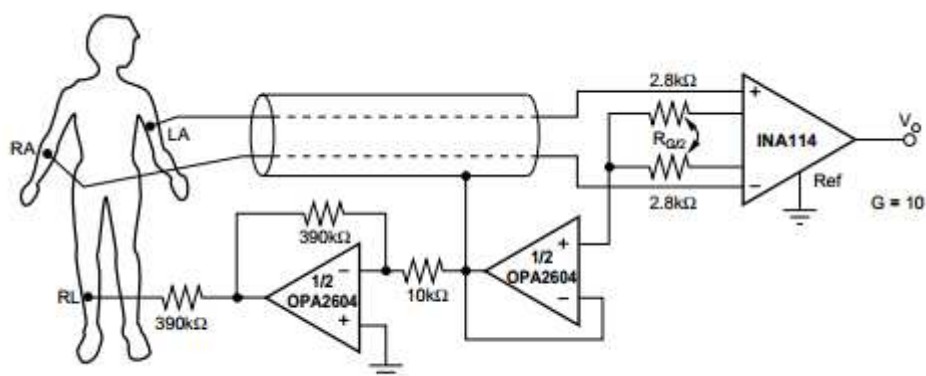 2.8kΩ
LA
RA
+
INA114
Vo
RG/2
−
Ref
2.8kΩ
G = 10
390kΩ
+
1/2
OPA2604
−
−
1/2
OPA2604
+
10kΩ
RL
390kΩ